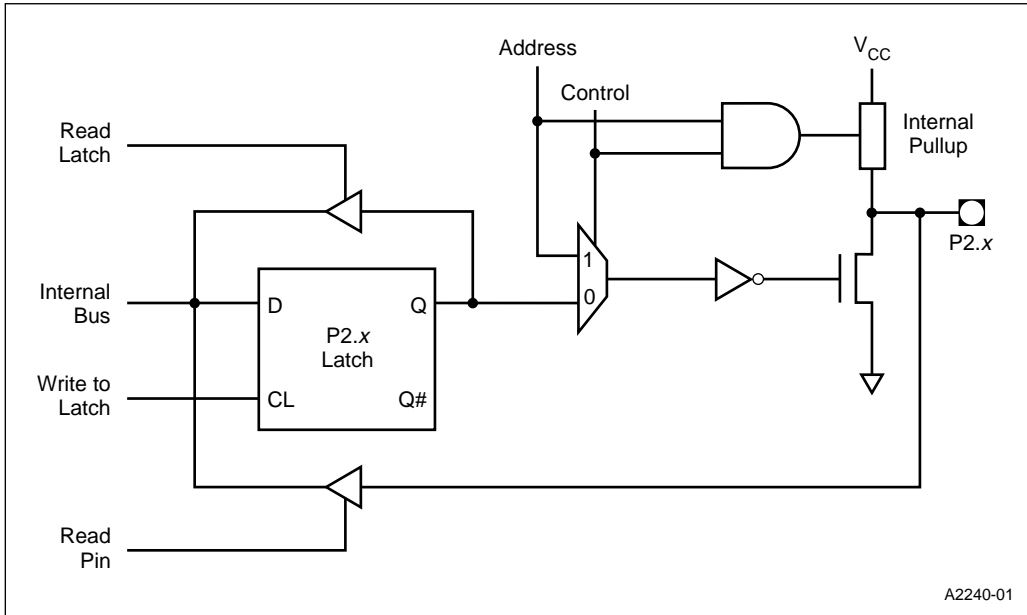 Address
Control
V CC
Internal
Pullup
Read
Latch
P2.x
1
0
Internal
Bus
D
Q
P2.x
Latch
Write to
Latch
CL
Q#
Read
Pin
A2240-01